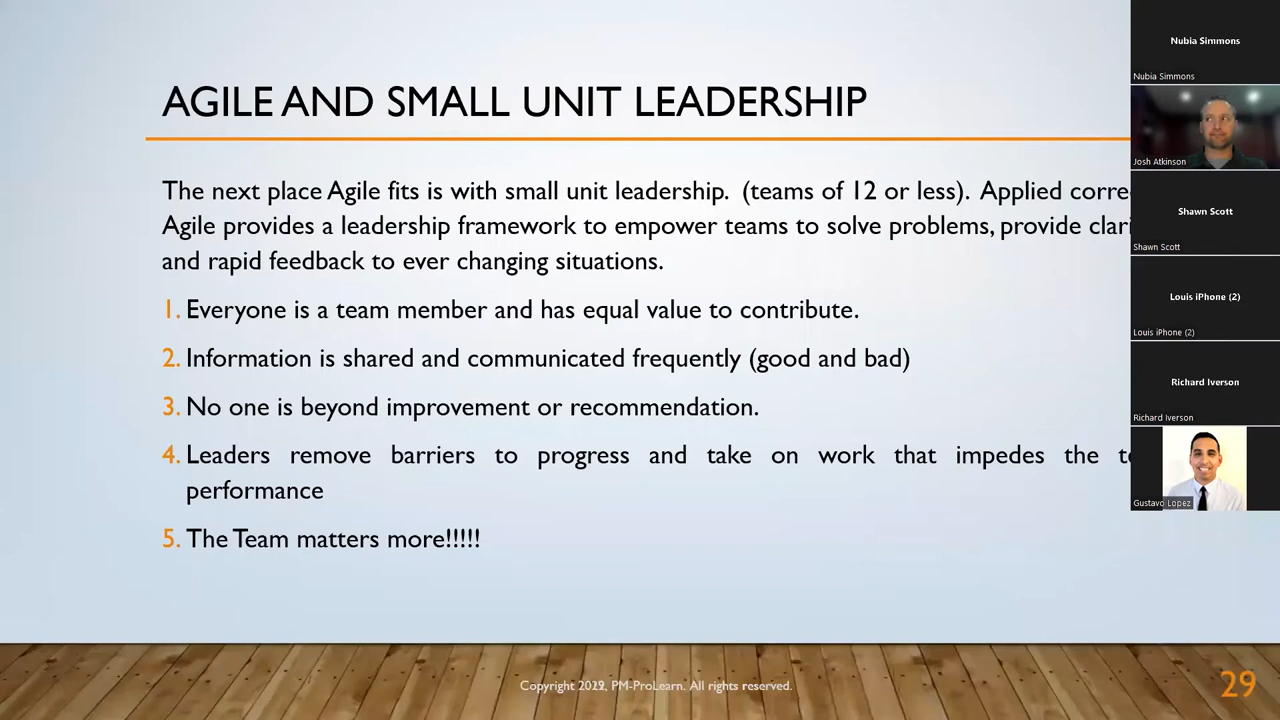 AGILE AND SMALL UNIT LEADERSHIP
The next place Agile fits is with small unit leadership. (teams of 12 or less). Applied
Agile provides a leadership framework to empower teams to solve problems, provide
and rapid feedback to ever changing situations.
1. Everyone is a team member and has equal value to contribute.
2. Information is shared and communicated frequently (good and bad)
3. No one is beyond improvement or recommendation.
4. Leaders remove barriers to progress and take on work that impedes the
performance
5. The Team matters more!!!!!
Copyright PM-ProLearn. All rights reserved.
29
Nubia Simmons
Nubia Simmons
Josh Atkinson
Shawn Scott
Shawn Scott
Louis iPhone (2)
Louis iPhone (2)
Richard Iverson
Richard Iverson
Gustavo Lopez